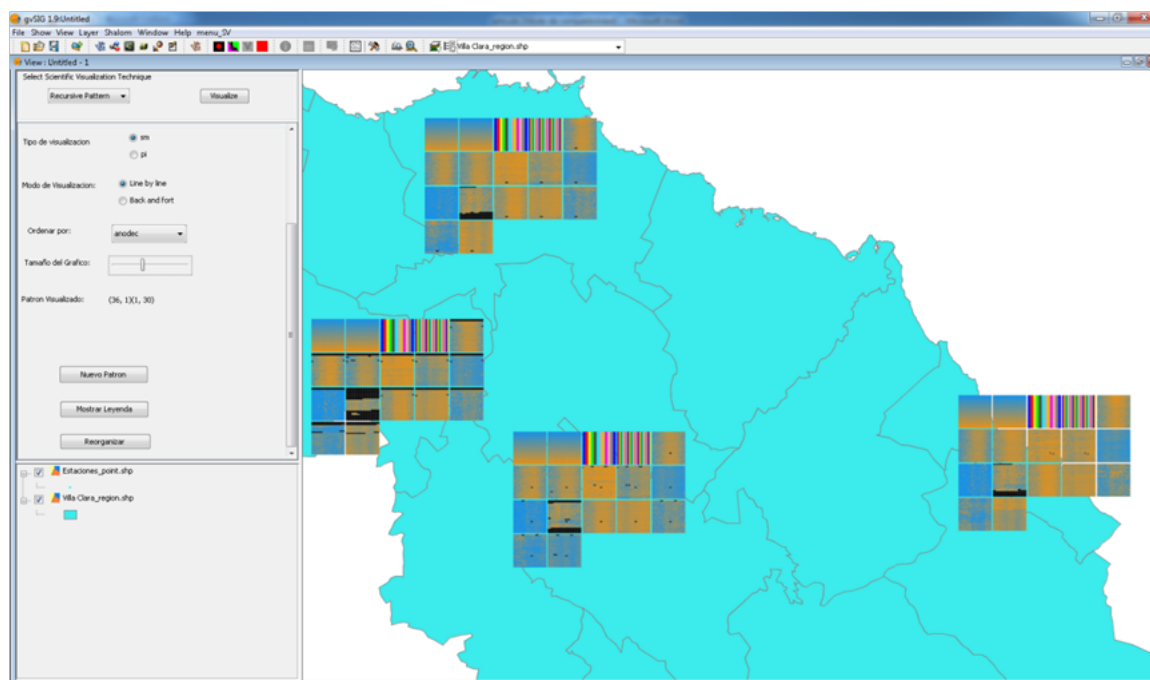 gvSIG 1.9:Untitled
File Show View Layer Shalom Window Help menu_SV
Villa Clara_region.shp
View : Untitled - 1
Select Scientific Visualization Technique
Recursive Pattern
Visualize
Tipo de visualizacion
sm
pi
Modo de Visualizacion:
Line by line
Back and fort
Ordenar por:
anodec
Tamaño del Grafico:
Patron Visualizado:
(36, 1)(1, 30)
Nuevo Patron
Mostrar Leyenda
Reorganizar
Estaciones_point.shp
Villa Clara_region.shp